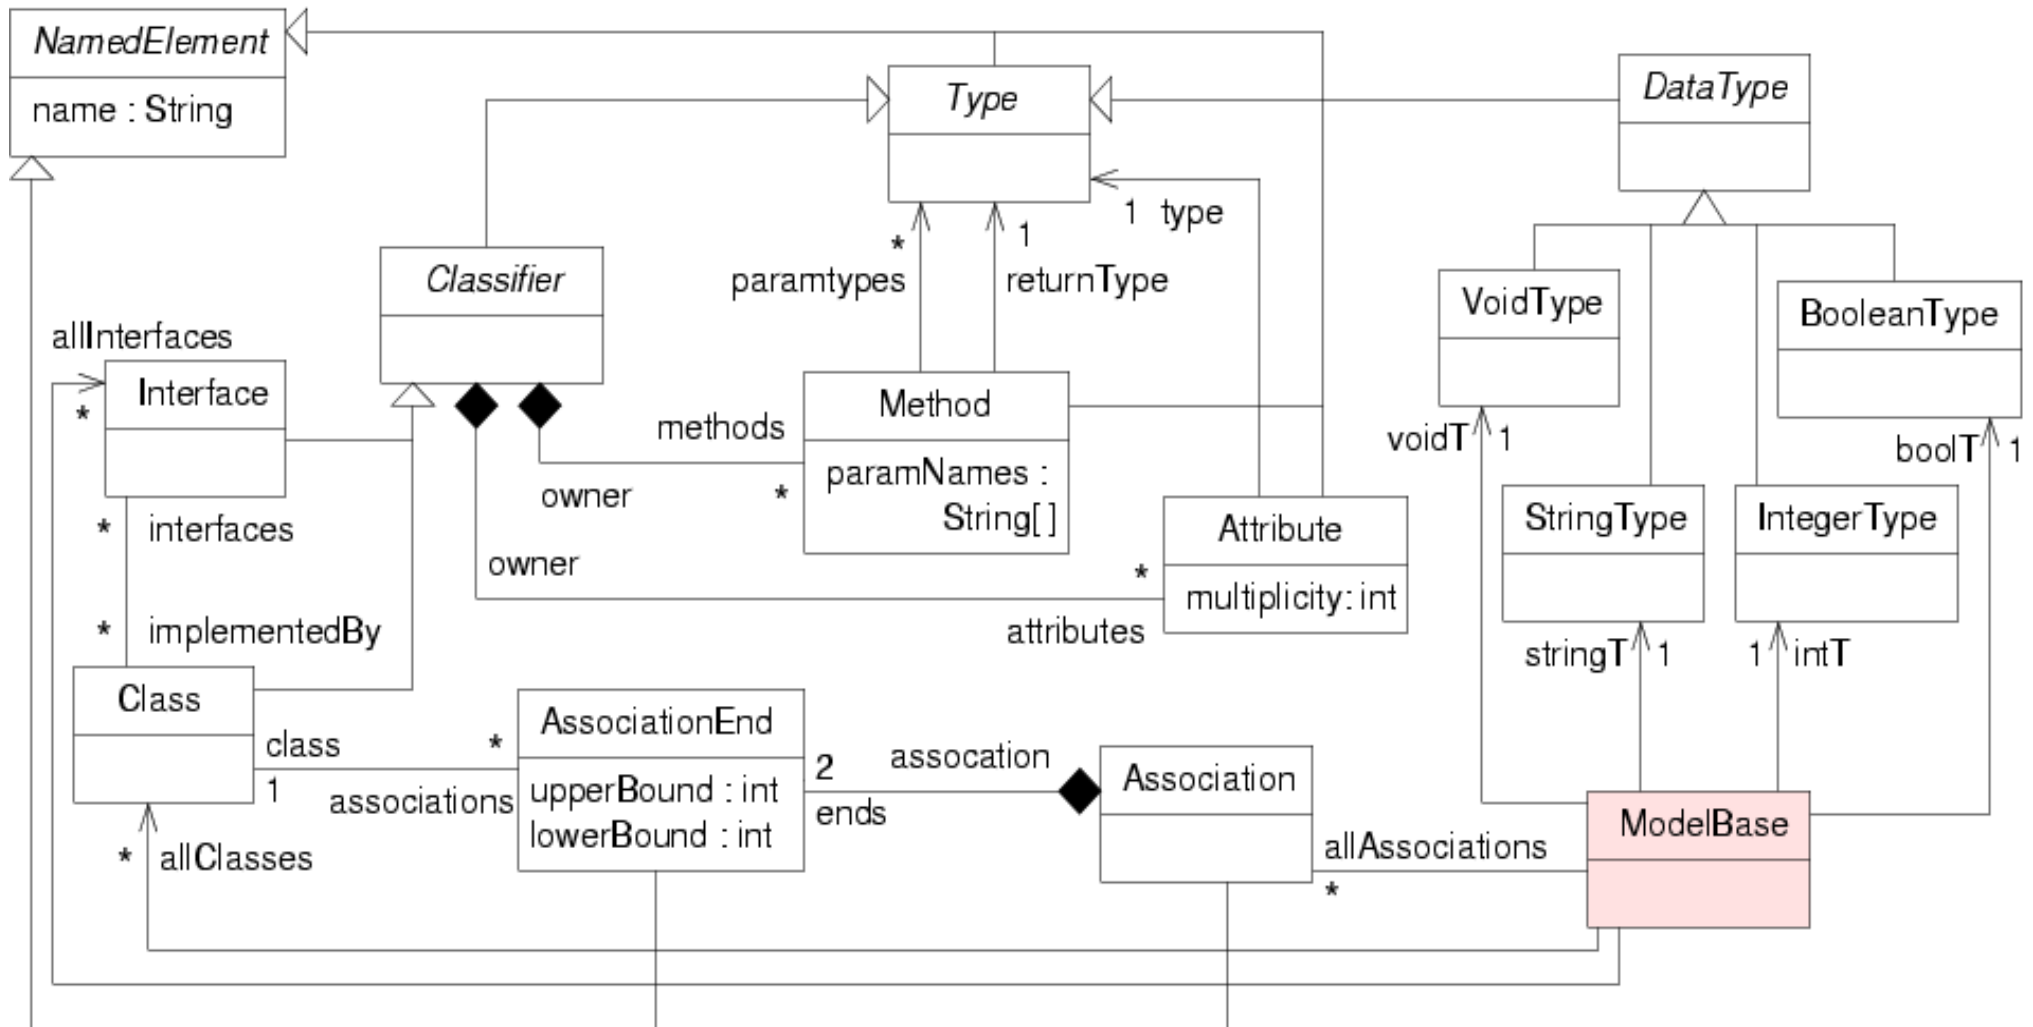 NamedElement
name : String
Type
DataType
1 type
*
1
paramtypes
returnType
Classifier
VoidType
BooleanType
allInterfaces
*
Interface
Method
paramNames :
String[ ]
methods
*
owner
owner
voidT 1
boolT 1
*
interfaces
StringType
IntegerType
Attribute
multiplicity: int
*
attributes
*
implementedBy
stringT 1
1 intT
Class
class
1
*
associations
AssociationEnd
upperBound : int
lowerBound : int
2
ends
assocation
Association
ModelBase
allAssociations
*
*
allClasses